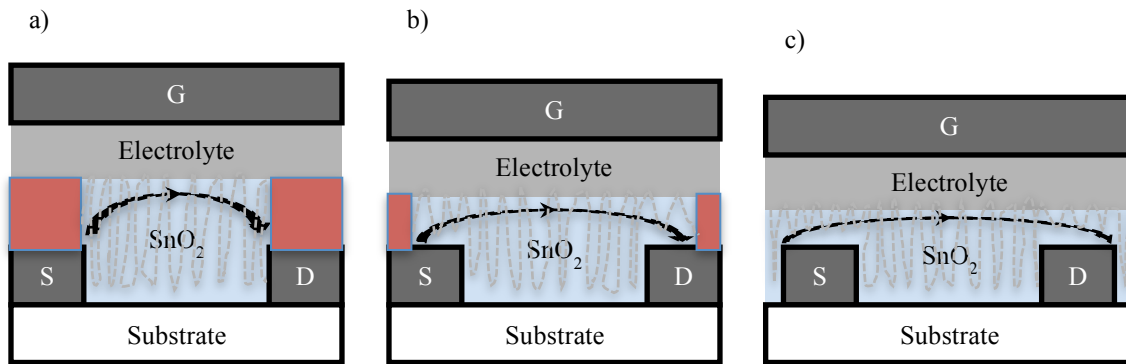 a)
G
Electrolyte
SnO₂
S
D
Substrate
b)
G
Electrolyte
SnO₂
S
D
Substrate
c)
G
Electrolyte
SnO₂
S
D
Substrate